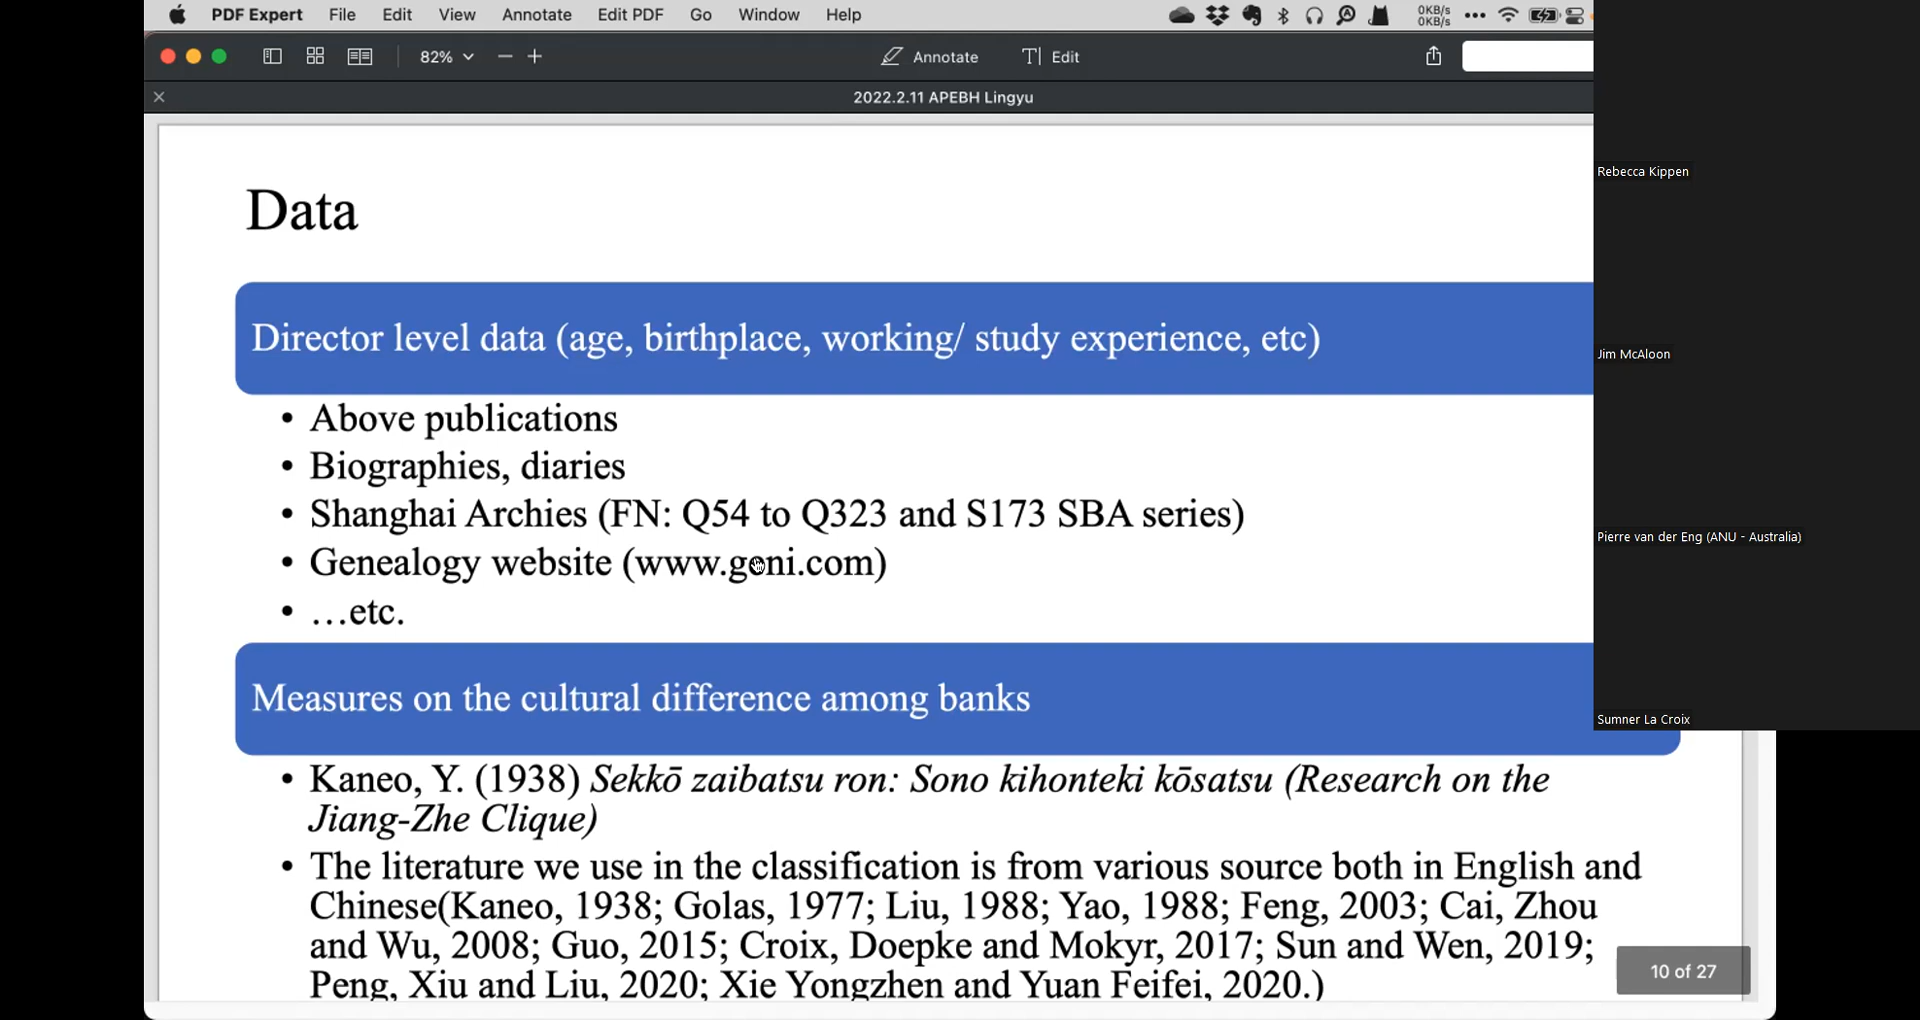 PDF Expert File Edit View Annotate Edit PDF Go Window Help 0KB/s
0KB/s
82% Annotate Edit
2022.2.11 APEBH Lingyu
Data
Director level data (age, birthplace, working/ study experience, etc)
• Above publications
• Biographies, diaries
• Shanghai Archies (FN: Q54 to Q323 and S173 SBA series)
• Genealogy website (www.geni.com)
• …etc.
Measures on the cultural difference among banks
• Kaneo, Y. (1938) Sekkō zaibatsu ron: Sono kihonteki kōsatsu (Research on the
Jiang-Zhe Clique)
• The literature we use in the classification is from various source both in English and
Chinese(Kaneo, 1938; Golas, 1977; Liu, 1988; Yao, 1988; Feng, 2003; Cai, Zhou
and Wu, 2008; Guo, 2015; Croix, Doepke and Mokyr, 2017; Sun and Wen, 2019;
Peng, Xiu and Liu, 2020; Xie Yongzhen and Yuan Feifei, 2020.)
10 of 27
Rebecca Kippen
Jim McAloon
Pierre van der Eng (ANU - Australia)
Sumner La Croix